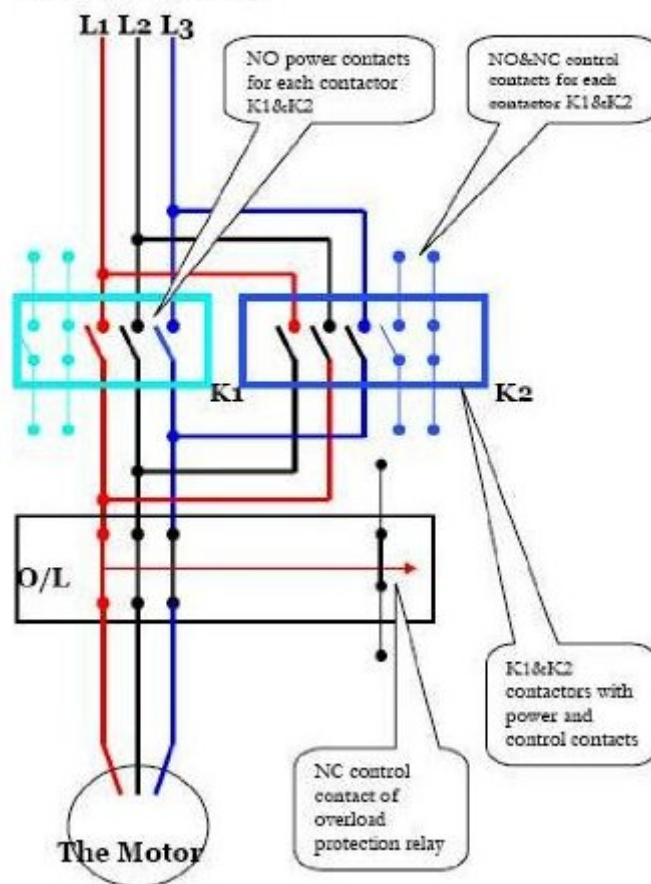 L1 L2 L3
NO power contacts
for each contactor
K1&K2
NO&NC control
contacts for each
contactor K1&K2
K1
K2
O/L
K1&K2
contactors with
power and
control contacts
NC control
contact of
overload
protection relay
The Motor